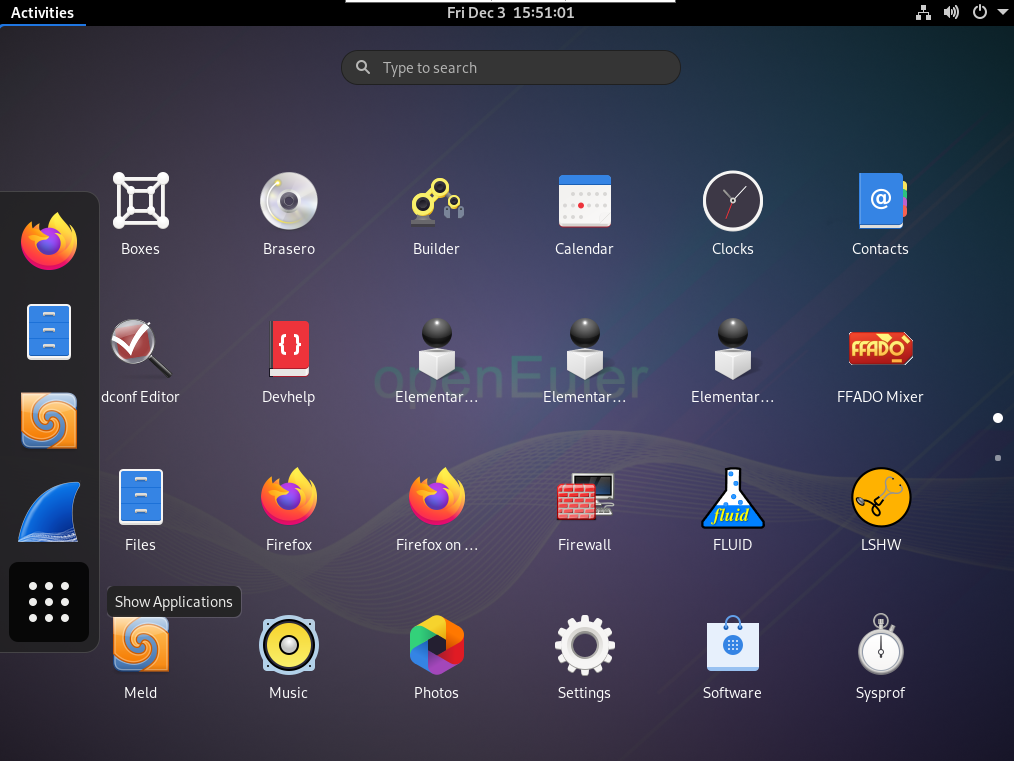 Activities
Fri Dec 3 15:51:01
Type to search
Boxes
Brasero
Builder
Calendar
Clocks
@
Contacts
dconf Editor
{ }
Devhelp
Elementar...
Elementar...
Elementar...
FFADO
FFADO Mixer
openEuler
Files
Firefox
Firefox on ...
Firewall
fluid
FLUID
LSHW
Show Applications
Meld
Music
Photos
Settings
Software
Sysprof